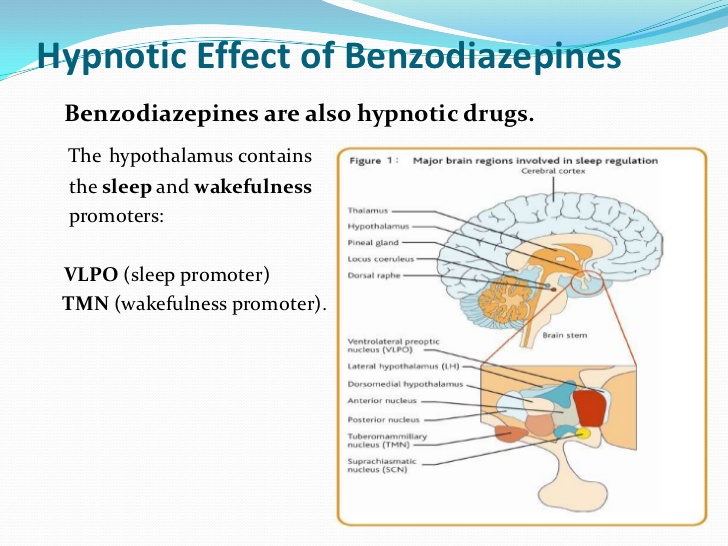 Hypnotic Effect of Benzodiazepines
Benzodiazepines are also hypnotic drugs.
The hypothalamus contains
the sleep and wakefulness
promoters:
VLPO (sleep promoter)
TMN (wakefulness promoter).
Figure 1: Major brain regions involved in sleep regulation
Cerebral cortex
Thalamus
Hypothalamus
Pineal gland
Locus coeruleus
Dorsal raphe
Brain stem
Ventrolateral preoptic
nucleus (VLPO)
Lateral hypothalamus (LH)
Dorsomedial hypothalamus
Anterior nucleus
Posterior nucleus
Tuberomammillary
nucleus (TMN)
Suprachiasmatic
nucleus (SCN)